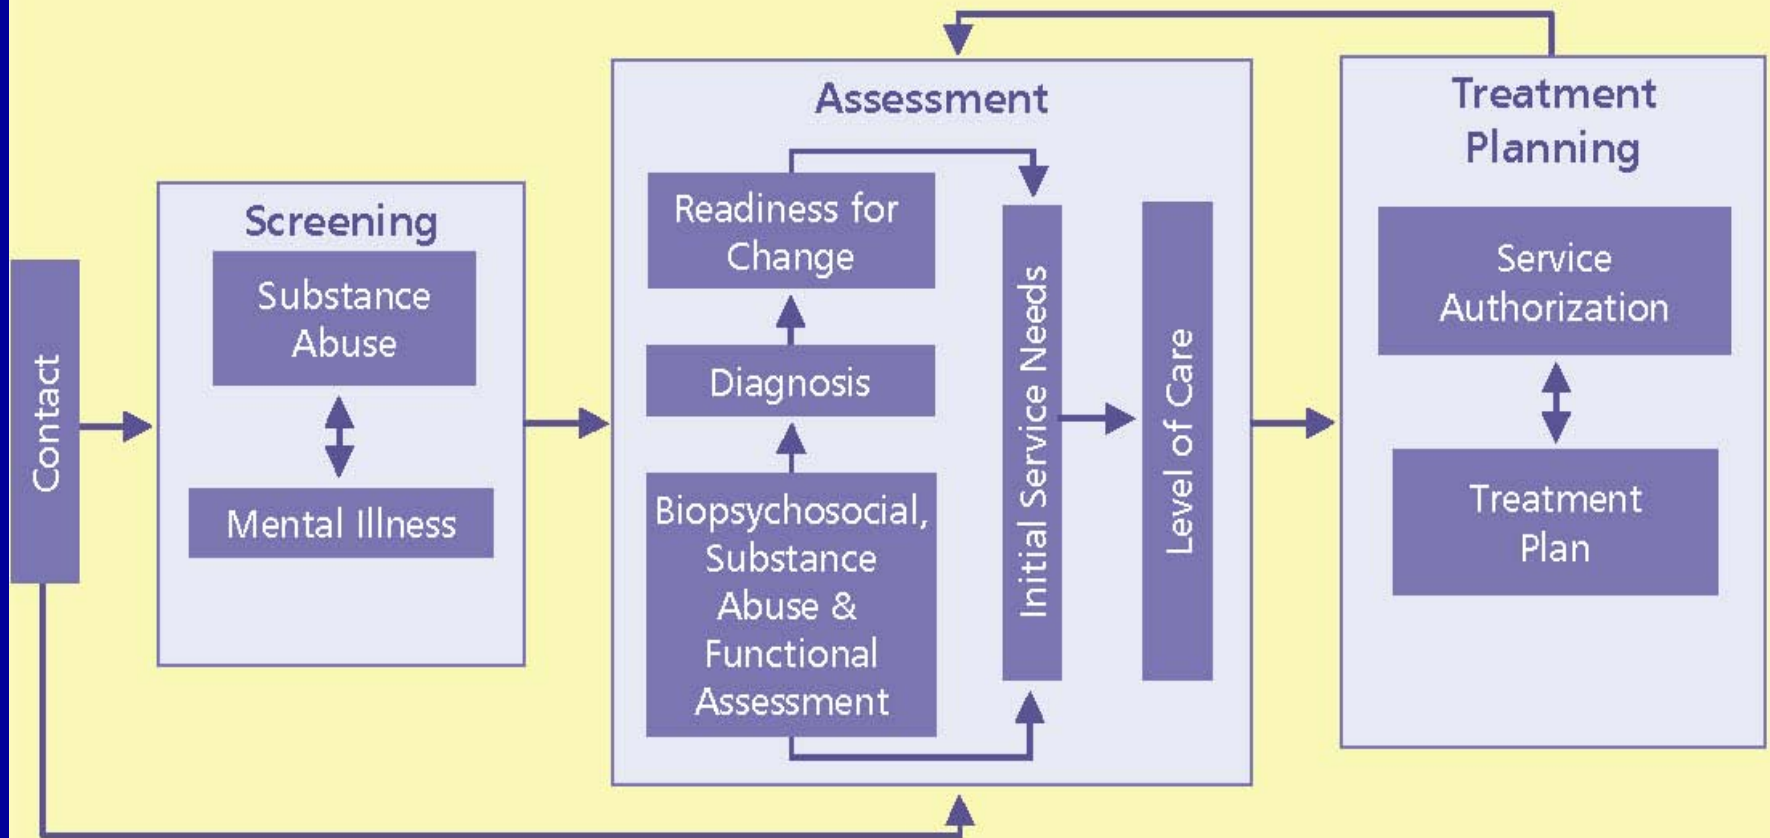 Contact
Screening
Substance
Abuse
Mental Illness
Assessment
Readiness for
Change
Diagnosis
Biopsychosocial,
Substance
Abuse &
Functional
Assessment
Initial Service Needs
Level of Care
Treatment
Planning
Service
Authorization
Treatment
Plan